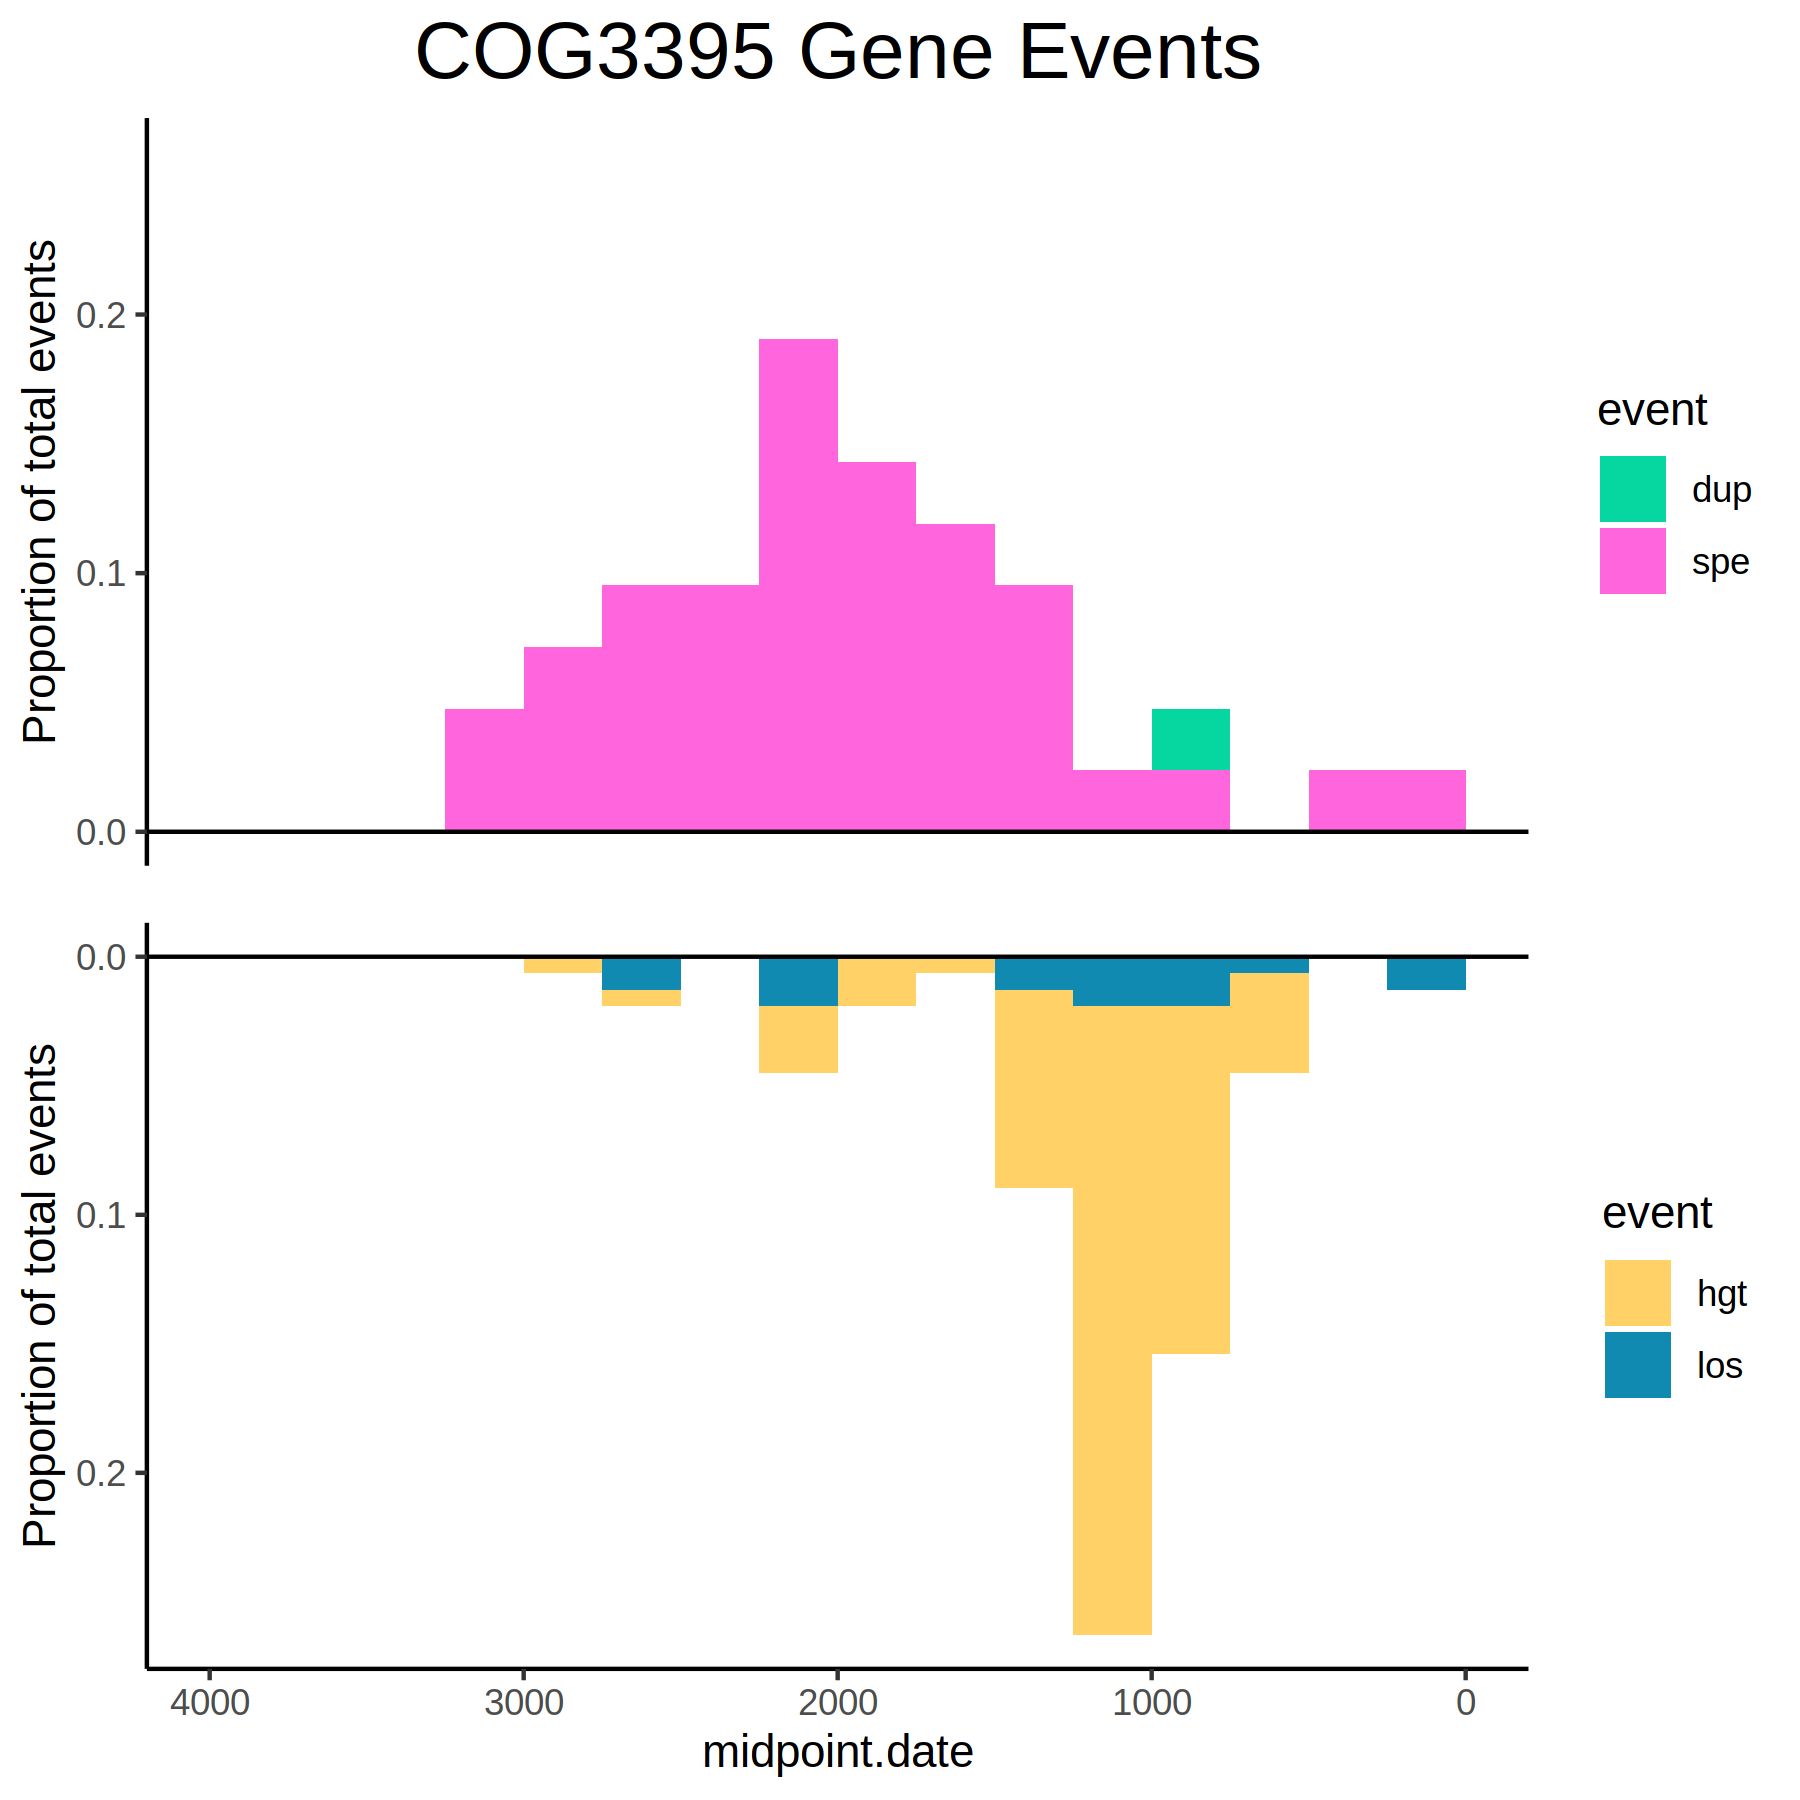 COG3395 Gene Events
Proportion of total events
0.2
0.1
0.0
event
dup
spe
Proportion of total events
0.0
0.1
0.2
event
hgt
los
4000 3000 2000 1000 0
midpoint.date